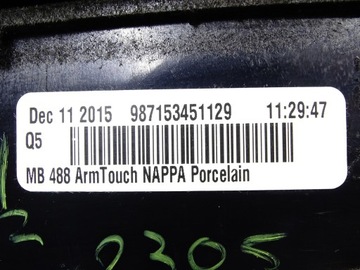 Dec 11 2015 987153451129 11:29:47
Q5
MB 488 ArmTouch NAPPA Porcelain